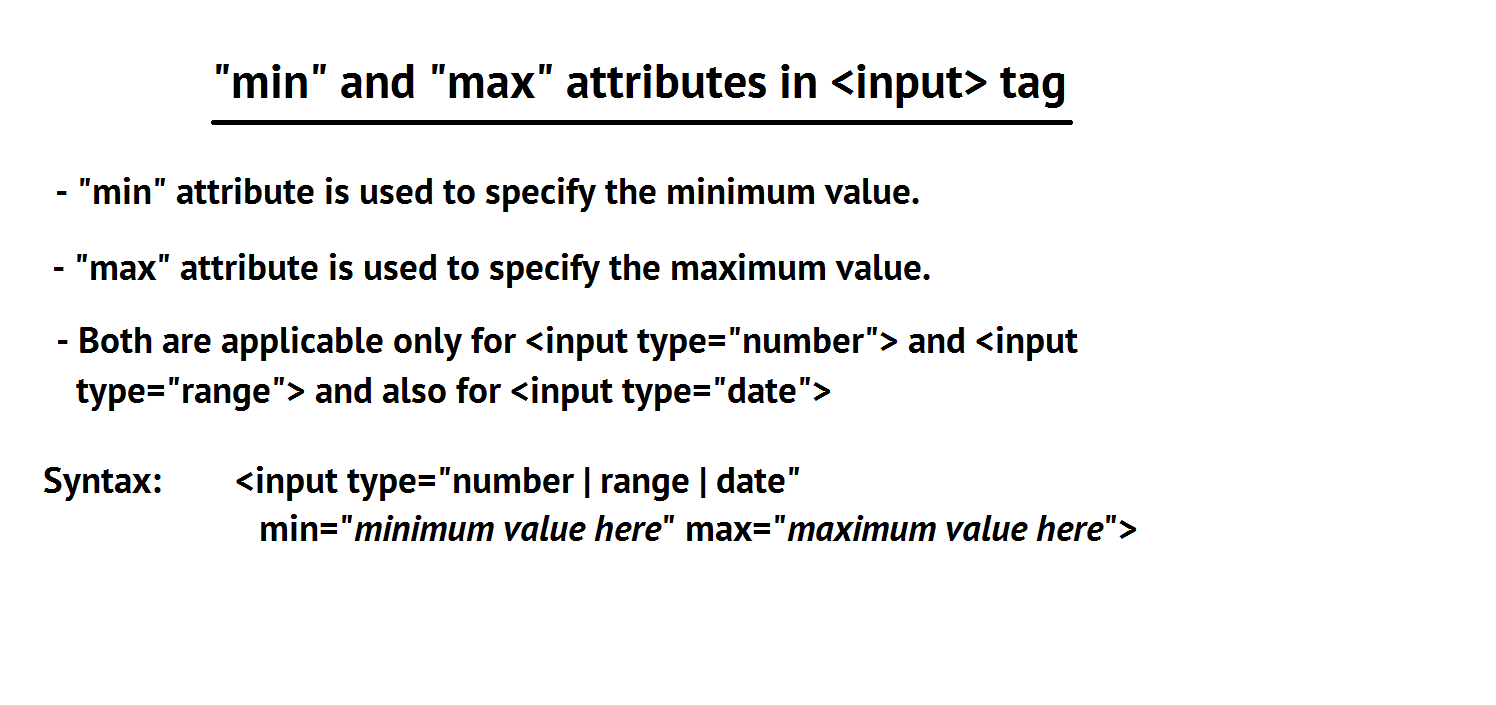 "min" and "max" attributes in <input> tag
- "min" attribute is used to specify the minimum value.
- "max" attribute is used to specify the maximum value.
- Both are applicable only for <input type="number"> and <input
type="range"> and also for <input type="date">
Syntax: <input type="number | range | date"
min="minimum value here" max="maximum value here">